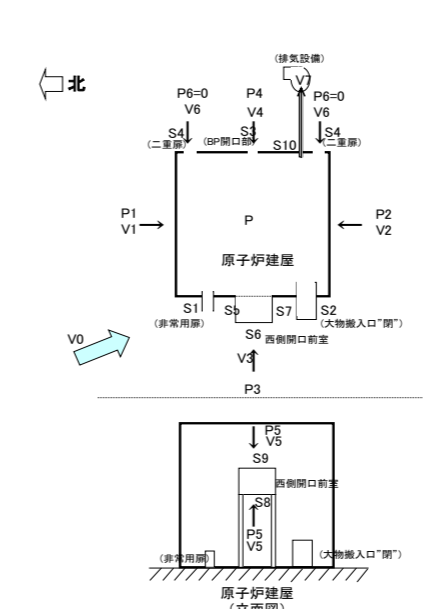 (排気設備)
北
V7
P6=0
V6
P4
V4
P6=0
V6
S4
S3
S4
(二重扉)
(BP開口部)
S10
(二重扉)
P1
V1
P
P2
V2
原子炉建屋
S1
S5
S7
S2
(非常用扉)
(大物搬入口"閉")
S6
西側開口前室
V0
V3
P3
P5
V5
S9
西側開口前室
S8
P5
V5
(非常用扉)
(大物搬入口"閉")
原子炉建屋
(立面図)